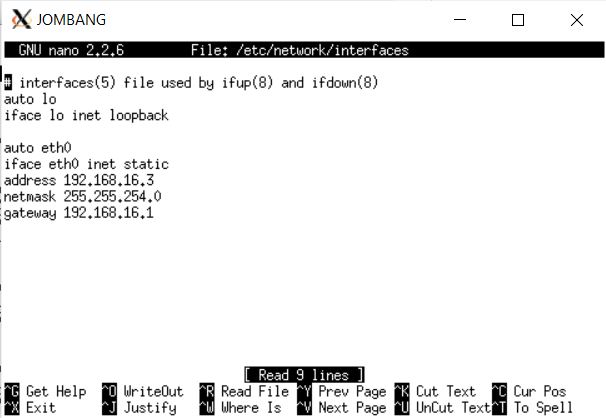 JOMBANG
GNU nano 2.2.6 File: /etc/network/interfaces
# interfaces(5) file used by ifup(8) and ifdown(8)
auto lo
iface lo inet loopback
auto eth0
iface eth0 inet static
address 192.168.16.3
netmask 255.255.254.0
gateway 192.168.16.1
[ Read 9 lines ]
^G Get Help ^O WriteOut ^R Read File ^Y Prev Page ^K Cut Text ^C Cur Pos
^X Exit ^J Justify ^W Where Is ^V Next Page ^U UnCut Text ^T To Spell